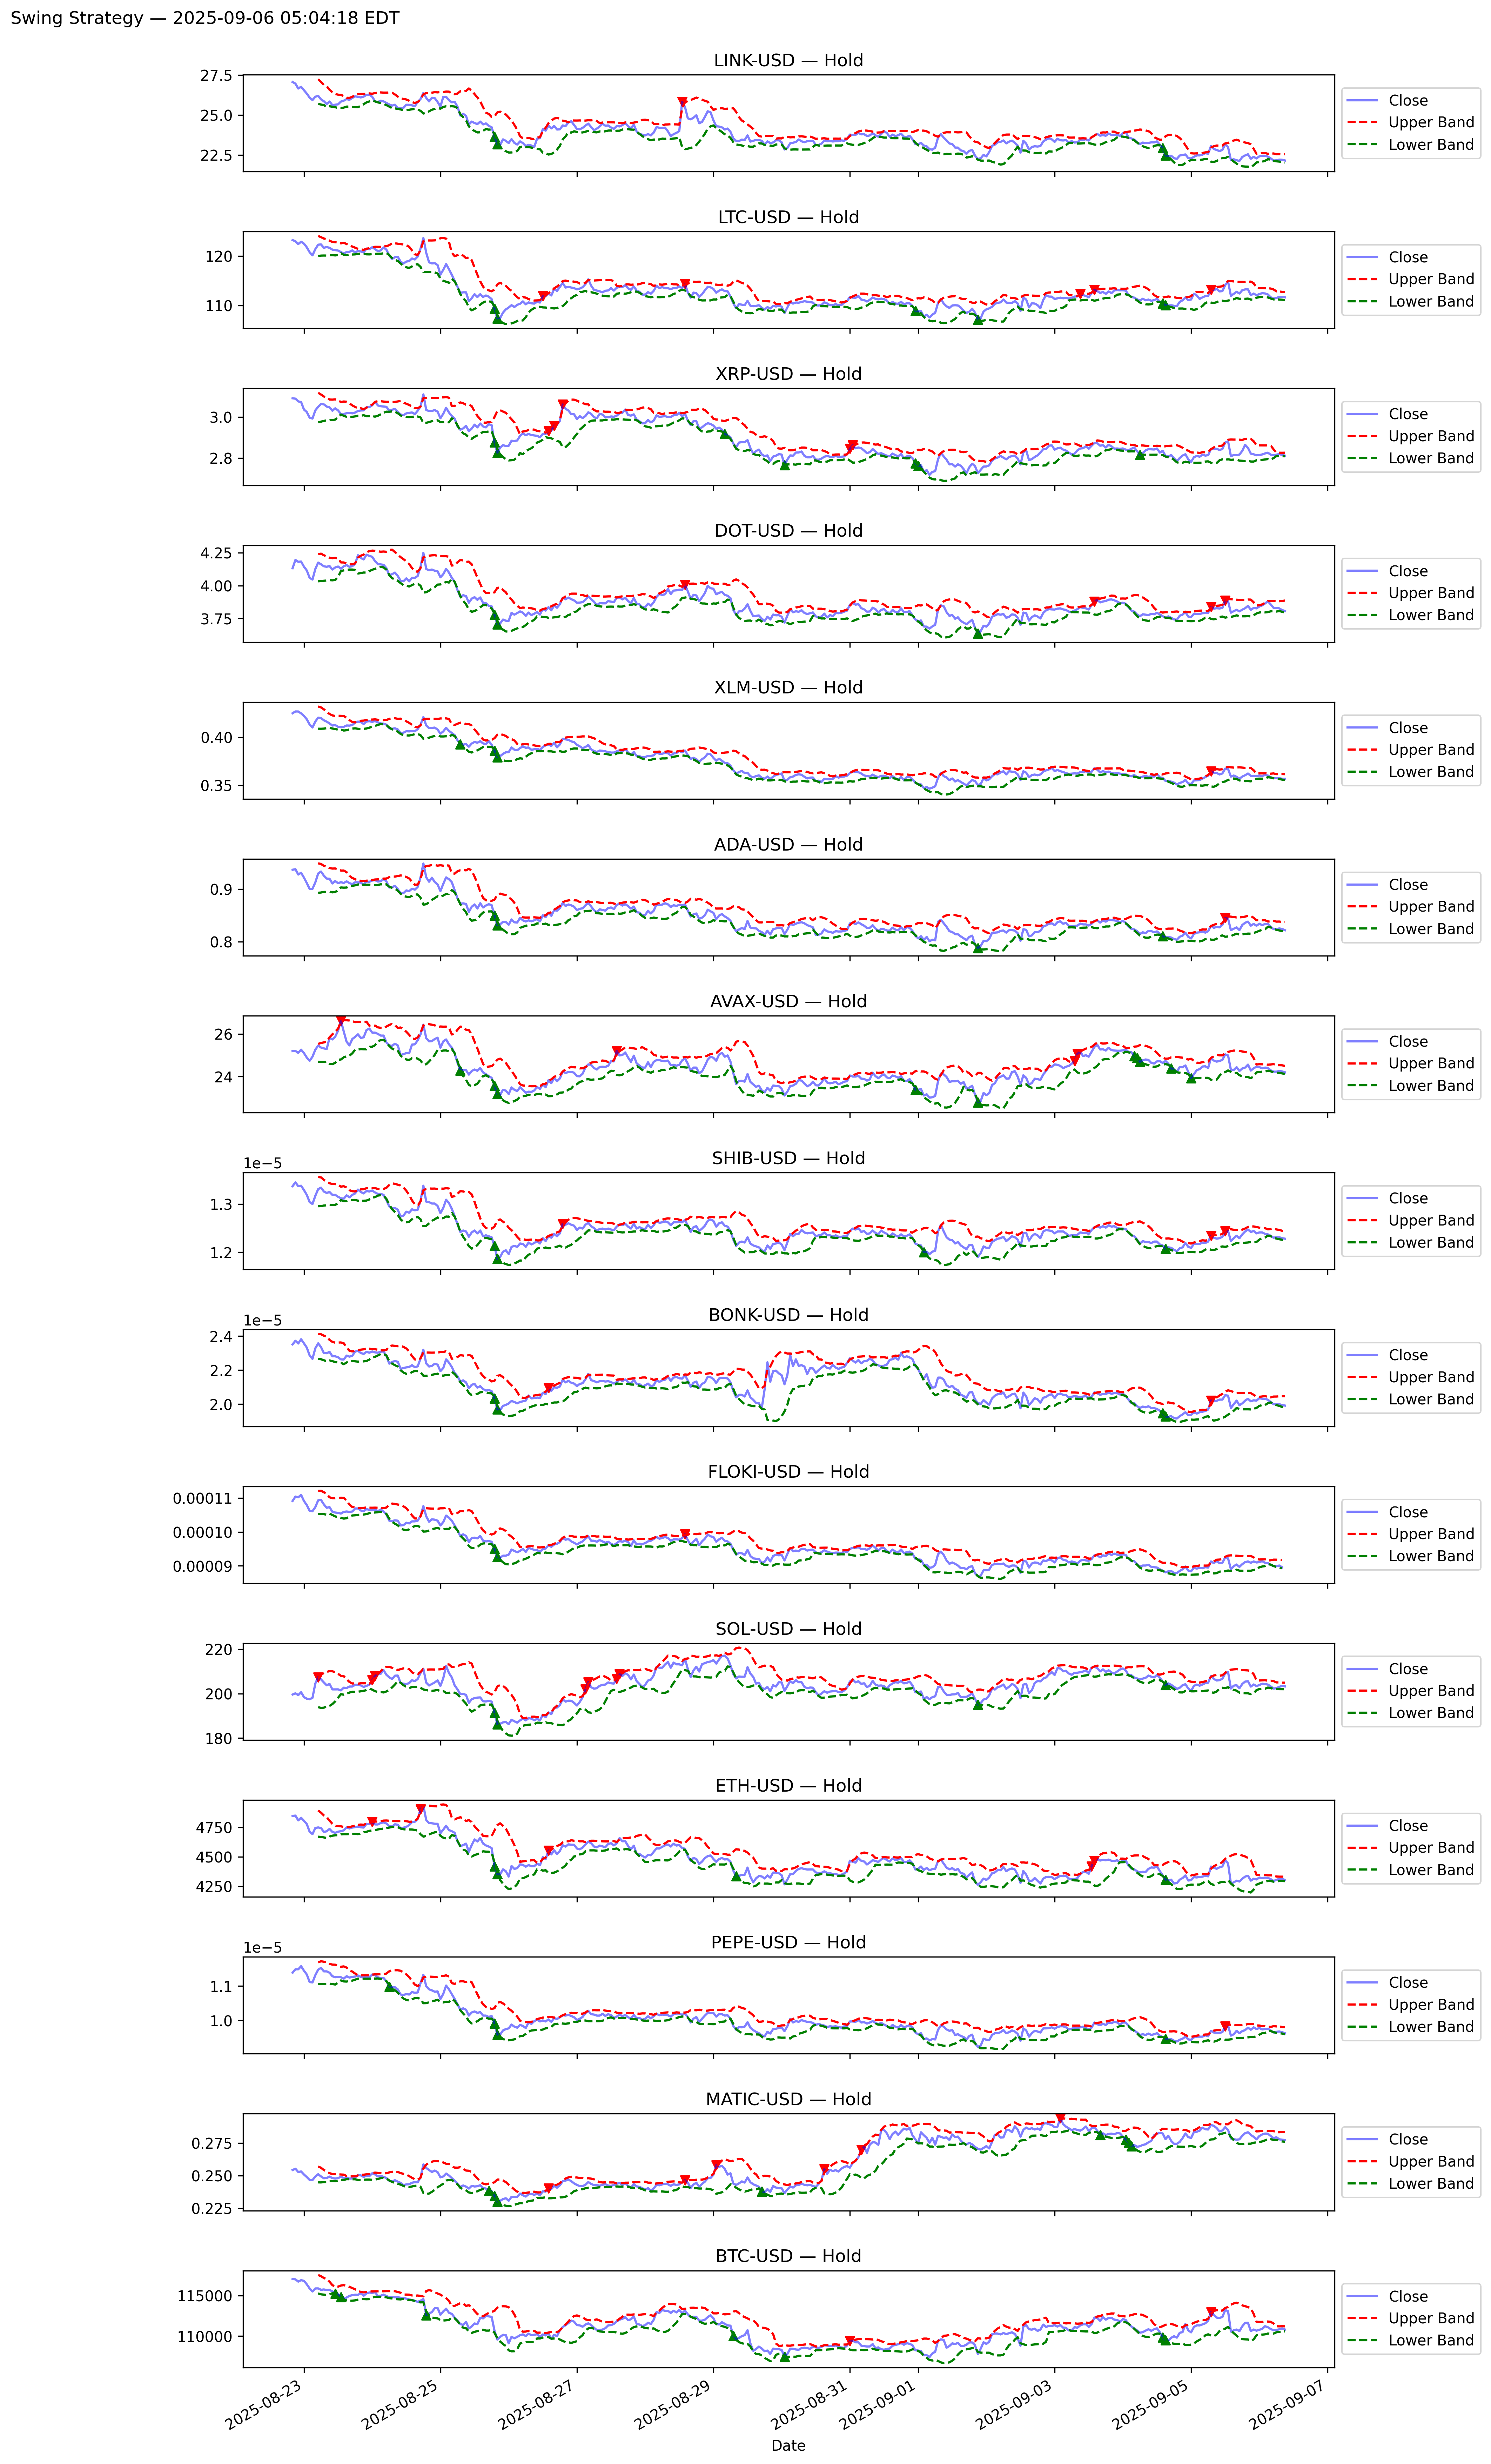 Swing Strategy — 2025-09-06 05:04:18 EDT
LINK-USD — Hold
27.5
25.0
22.5
Close
Upper Band
Lower Band
LTC-USD — Hold
120
110
Close
Upper Band
Lower Band
XRP-USD — Hold
3.0
2.8
Close
Upper Band
Lower Band
DOT-USD — Hold
4.25
4.00
3.75
Close
Upper Band
Lower Band
XLM-USD — Hold
0.40
0.35
Close
Upper Band
Lower Band
ADA-USD — Hold
0.9
0.8
Close
Upper Band
Lower Band
AVAX-USD — Hold
26
24
Close
Upper Band
Lower Band
SHIB-USD — Hold
1e−5
1.3
1.2
Close
Upper Band
Lower Band
BONK-USD — Hold
1e−5
2.4
2.2
2.0
Close
Upper Band
Lower Band
FLOKI-USD — Hold
0.00011
0.00010
0.00009
Close
Upper Band
Lower Band
SOL-USD — Hold
220
200
180
Close
Upper Band
Lower Band
ETH-USD — Hold
4750
4500
4250
Close
Upper Band
Lower Band
PEPE-USD — Hold
1e−5
1.1
1.0
Close
Upper Band
Lower Band
MATIC-USD — Hold
0.275
0.250
0.225
Close
Upper Band
Lower Band
BTC-USD — Hold
115000
110000
Close
Upper Band
Lower Band
2025-08-23
2025-08-25
2025-08-27
2025-08-29
2025-08-31
2025-09-01
2025-09-03
2025-09-05
2025-09-07
Date